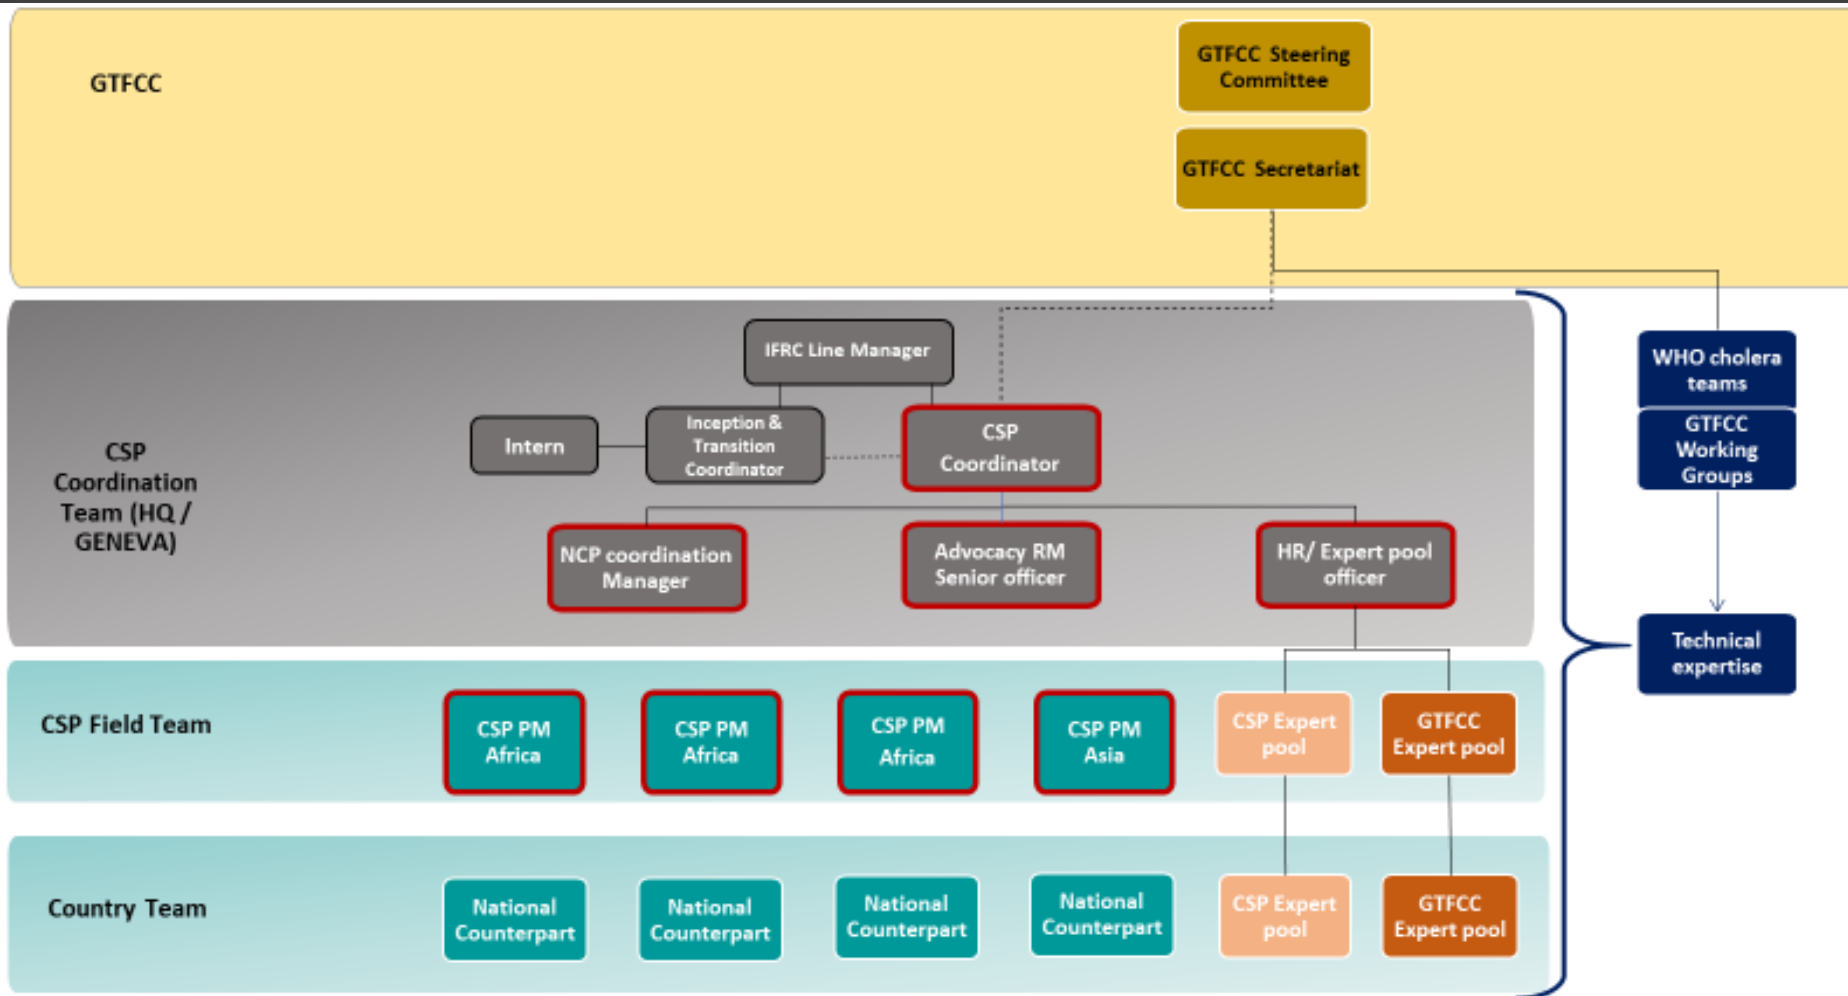 GTFCC
GTFCC Steering
Committee
GTFCC Secretariat
CSP
Coordination
Team (HQ /
GENEVA)
IFRC Line Manager
Intern
Inception &
Transition
Coordinator
CSP
Coordinator
NCP coordination
Manager
Advocacy RM
Senior officer
HR/ Expert pool
officer
WHO cholera
teams
GTFCC
Working
Groups
Technical
expertise
CSP Field Team
CSP PM
Africa
CSP PM
Africa
CSP PM
Africa
CSP PM
Asia
CSP Expert
pool
GTFCC
Expert pool
Country Team
National
Counterpart
National
Counterpart
National
Counterpart
National
Counterpart
CSP Expert
pool
GTFCC
Expert pool